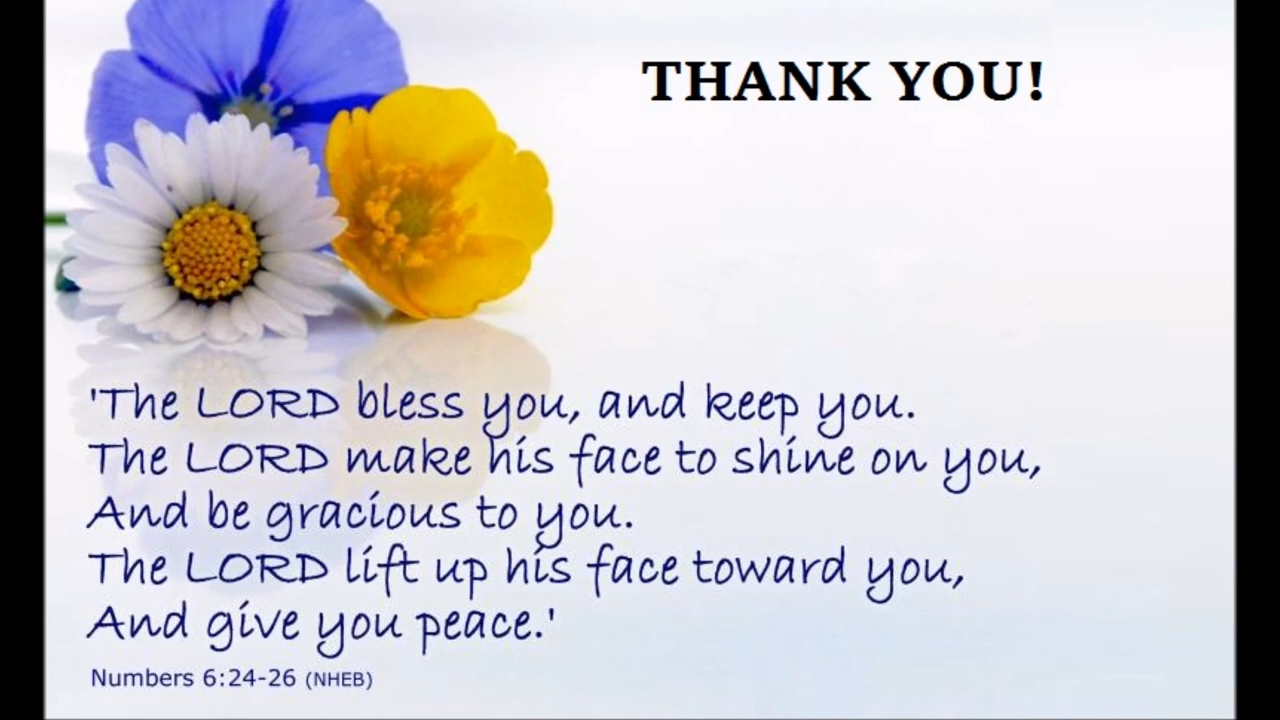 THANK YOU!
'The LORD bless you, and keep you.
The LORD make his face to shine on you,
And be gracious to you.
The LORD lift up his face toward you,
And give you peace.'
Numbers 6:24-26 (NHEB)